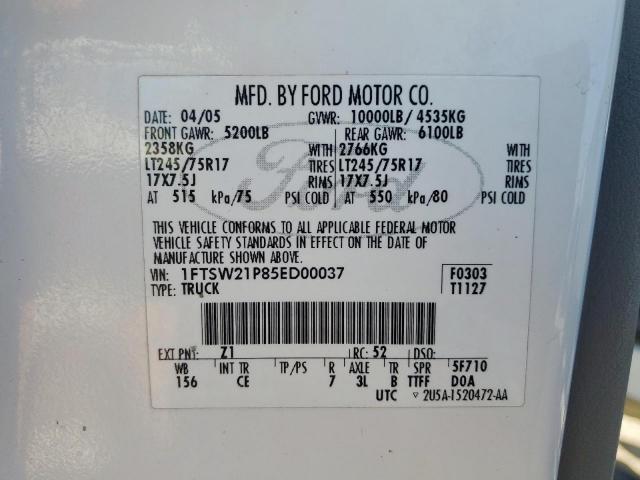 MFD. BY FORD MOTOR CO.
DATE: 04/05 GVWR: 10000LB/ 4535KG
FRONT GAWR: 5200LB REAR GAWR: 6100LB
2358KG WITH 2766KG WITH
LT245/75R17 TIRES LT245/75R17 TIRES
17X7.5J RIMS 17X7.5J RIMS
AT 515 kPa/75 PSI COLD AT 550 kPa/80 PSI COLD
Ford
THIS VEHICLE CONFORMS TO ALL APPLICABLE FEDERAL MOTOR
VEHICLE SAFETY STANDARDS IN EFFECT ON THE DATE OF
MANUFACTURE SHOWN ABOVE.
VIN: 1FTSW21P85ED00037 F0303
TYPE: TRUCK T1127
EXT PNT: Z1 RC: 52 DSO:
WB INT TR TP/PS R AXLE TR SPR 5F710
156 CE 7 3L B TTFF DOA
UTC ▽ 2U5A-1520472-AA